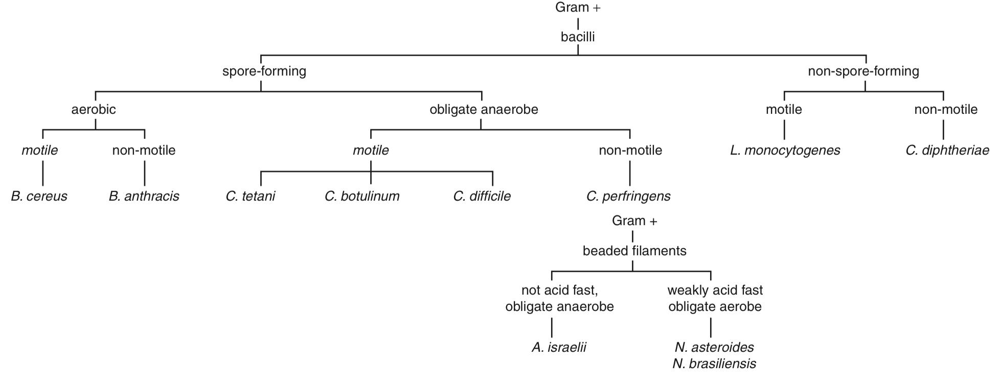 Gram +
bacilli
spore-forming
non-spore-forming
aerobic
obligate anaerobe
motile
non-motile
motile
non-motile
motile
non-motile
L. monocytogenes
C. diphtheriae
B. cereus
B. anthracis
C. tetani
C. botulinum
C. difficile
C. perfringens
Gram +
beaded filaments
not acid fast,
obligate anaerobe
weakly acid fast
obligate aerobe
A. israelii
N. asteroides
N. brasiliensis